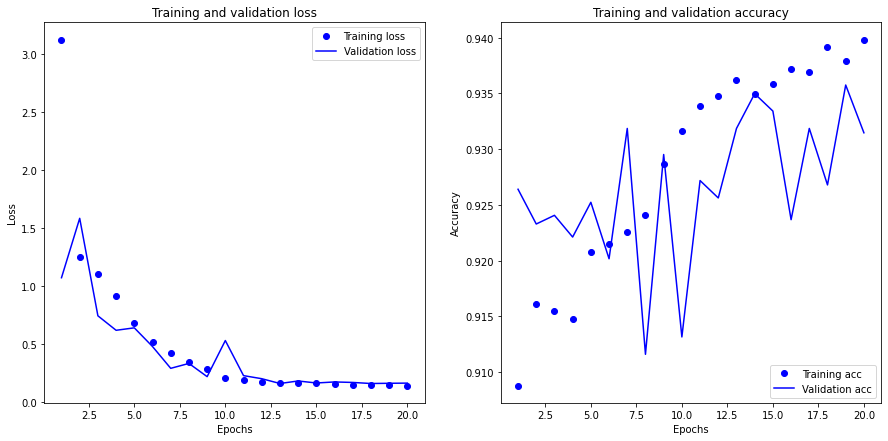 Training and validation loss
Training loss
Validation loss
3.0
2.5
2.0
1.5
1.0
0.5
0.0
Loss
2.5 5.0 7.5 10.0 12.5 15.0 17.5 20.0
Epochs
Training and validation accuracy
0.940
0.935
0.930
0.925
0.920
0.915
0.910
Accuracy
Training acc
Validation acc
2.5 5.0 7.5 10.0 12.5 15.0 17.5 20.0
Epochs